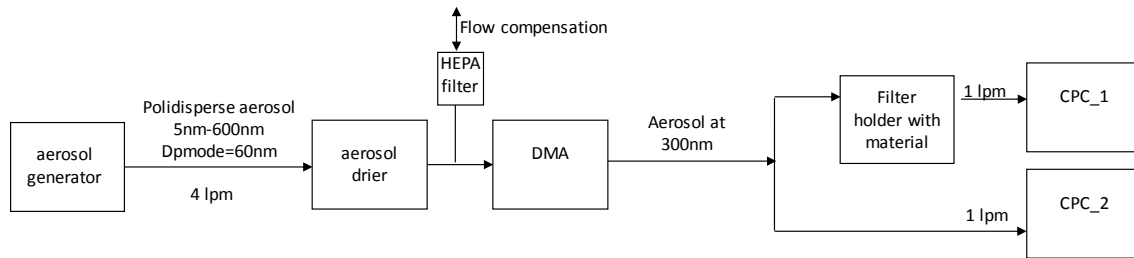 Flow compensation
HEPA
filter
Polidisperse aerosol
5nm-600nm
Dpmode=60nm
4 lpm
aerosol
generator
aerosol
drier
DMA
Aerosol at
300nm
Filter
holder with
material
1 lpm
CPC_1
1 lpm
CPC_2